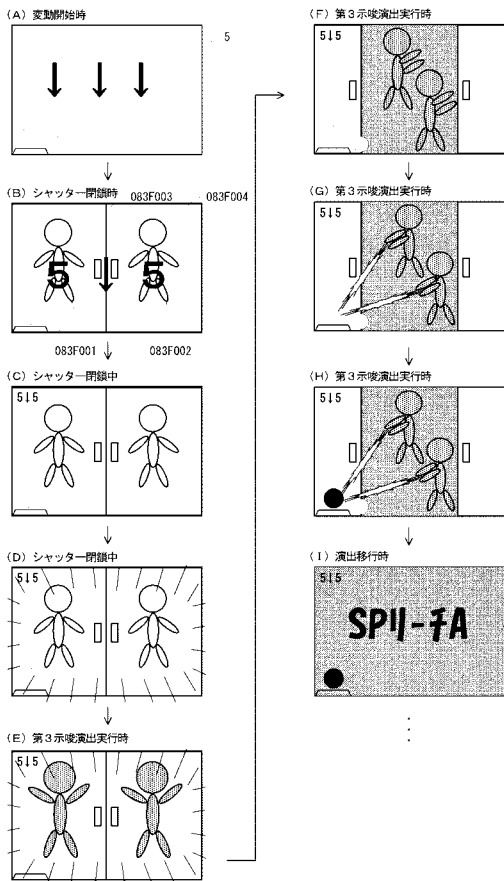 (A) 変動開始時
5
(B) シャッター閉鎖時
083F003
083F004
5 5
083F001
083F002
(C) シャッター閉鎖中
5↓5
(D) シャッター閉鎖中
5↓5
(E) 第3示唆演出実行時
5↓5
(F) 第3示唆演出実行時
5↓5
(G) 第3示唆演出実行時
5↓5
(H) 第3示唆演出実行時
5↓5
(I) 演出移行時
5↓5
SPリーチA